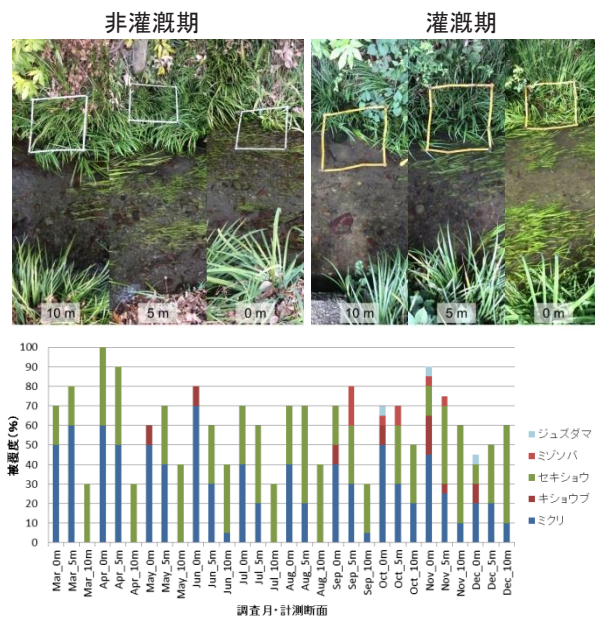 非灌漑期
灌漑期
10 m
5 m
0 m
10 m
5 m
0 m
100
90
80
70
60
50
40
30
20
10
0
被覆度(%)
Mar_0m
Mar_5m
Mar_10m
Apr_0m
Apr_5m
Apr_10m
May_0m
May_5m
May_10m
Jun_0m
Jun_5m
Jun_10m
Jul_0m
Jul_5m
Jul_10m
Aug_0m
Aug_5m
Aug_10m
Sep_0m
Sep_5m
Sep_10m
Oct_0m
Oct_5m
Oct_10m
Nov_0m
Nov_5m
Nov_10m
Dec_0m
Dec_5m
Dec_10m
調査月・計測断面
ジュズダマ
ミゾソバ
セキショウ
キショウブ
ミクリ